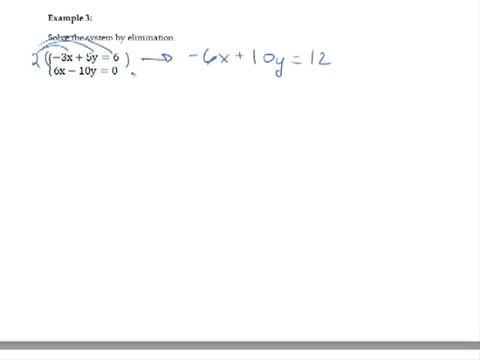 Example 3:
Solve the system by elimination.
2(−3x + 5y = 6) → -6x + 10y = 12
6x − 10y = 0